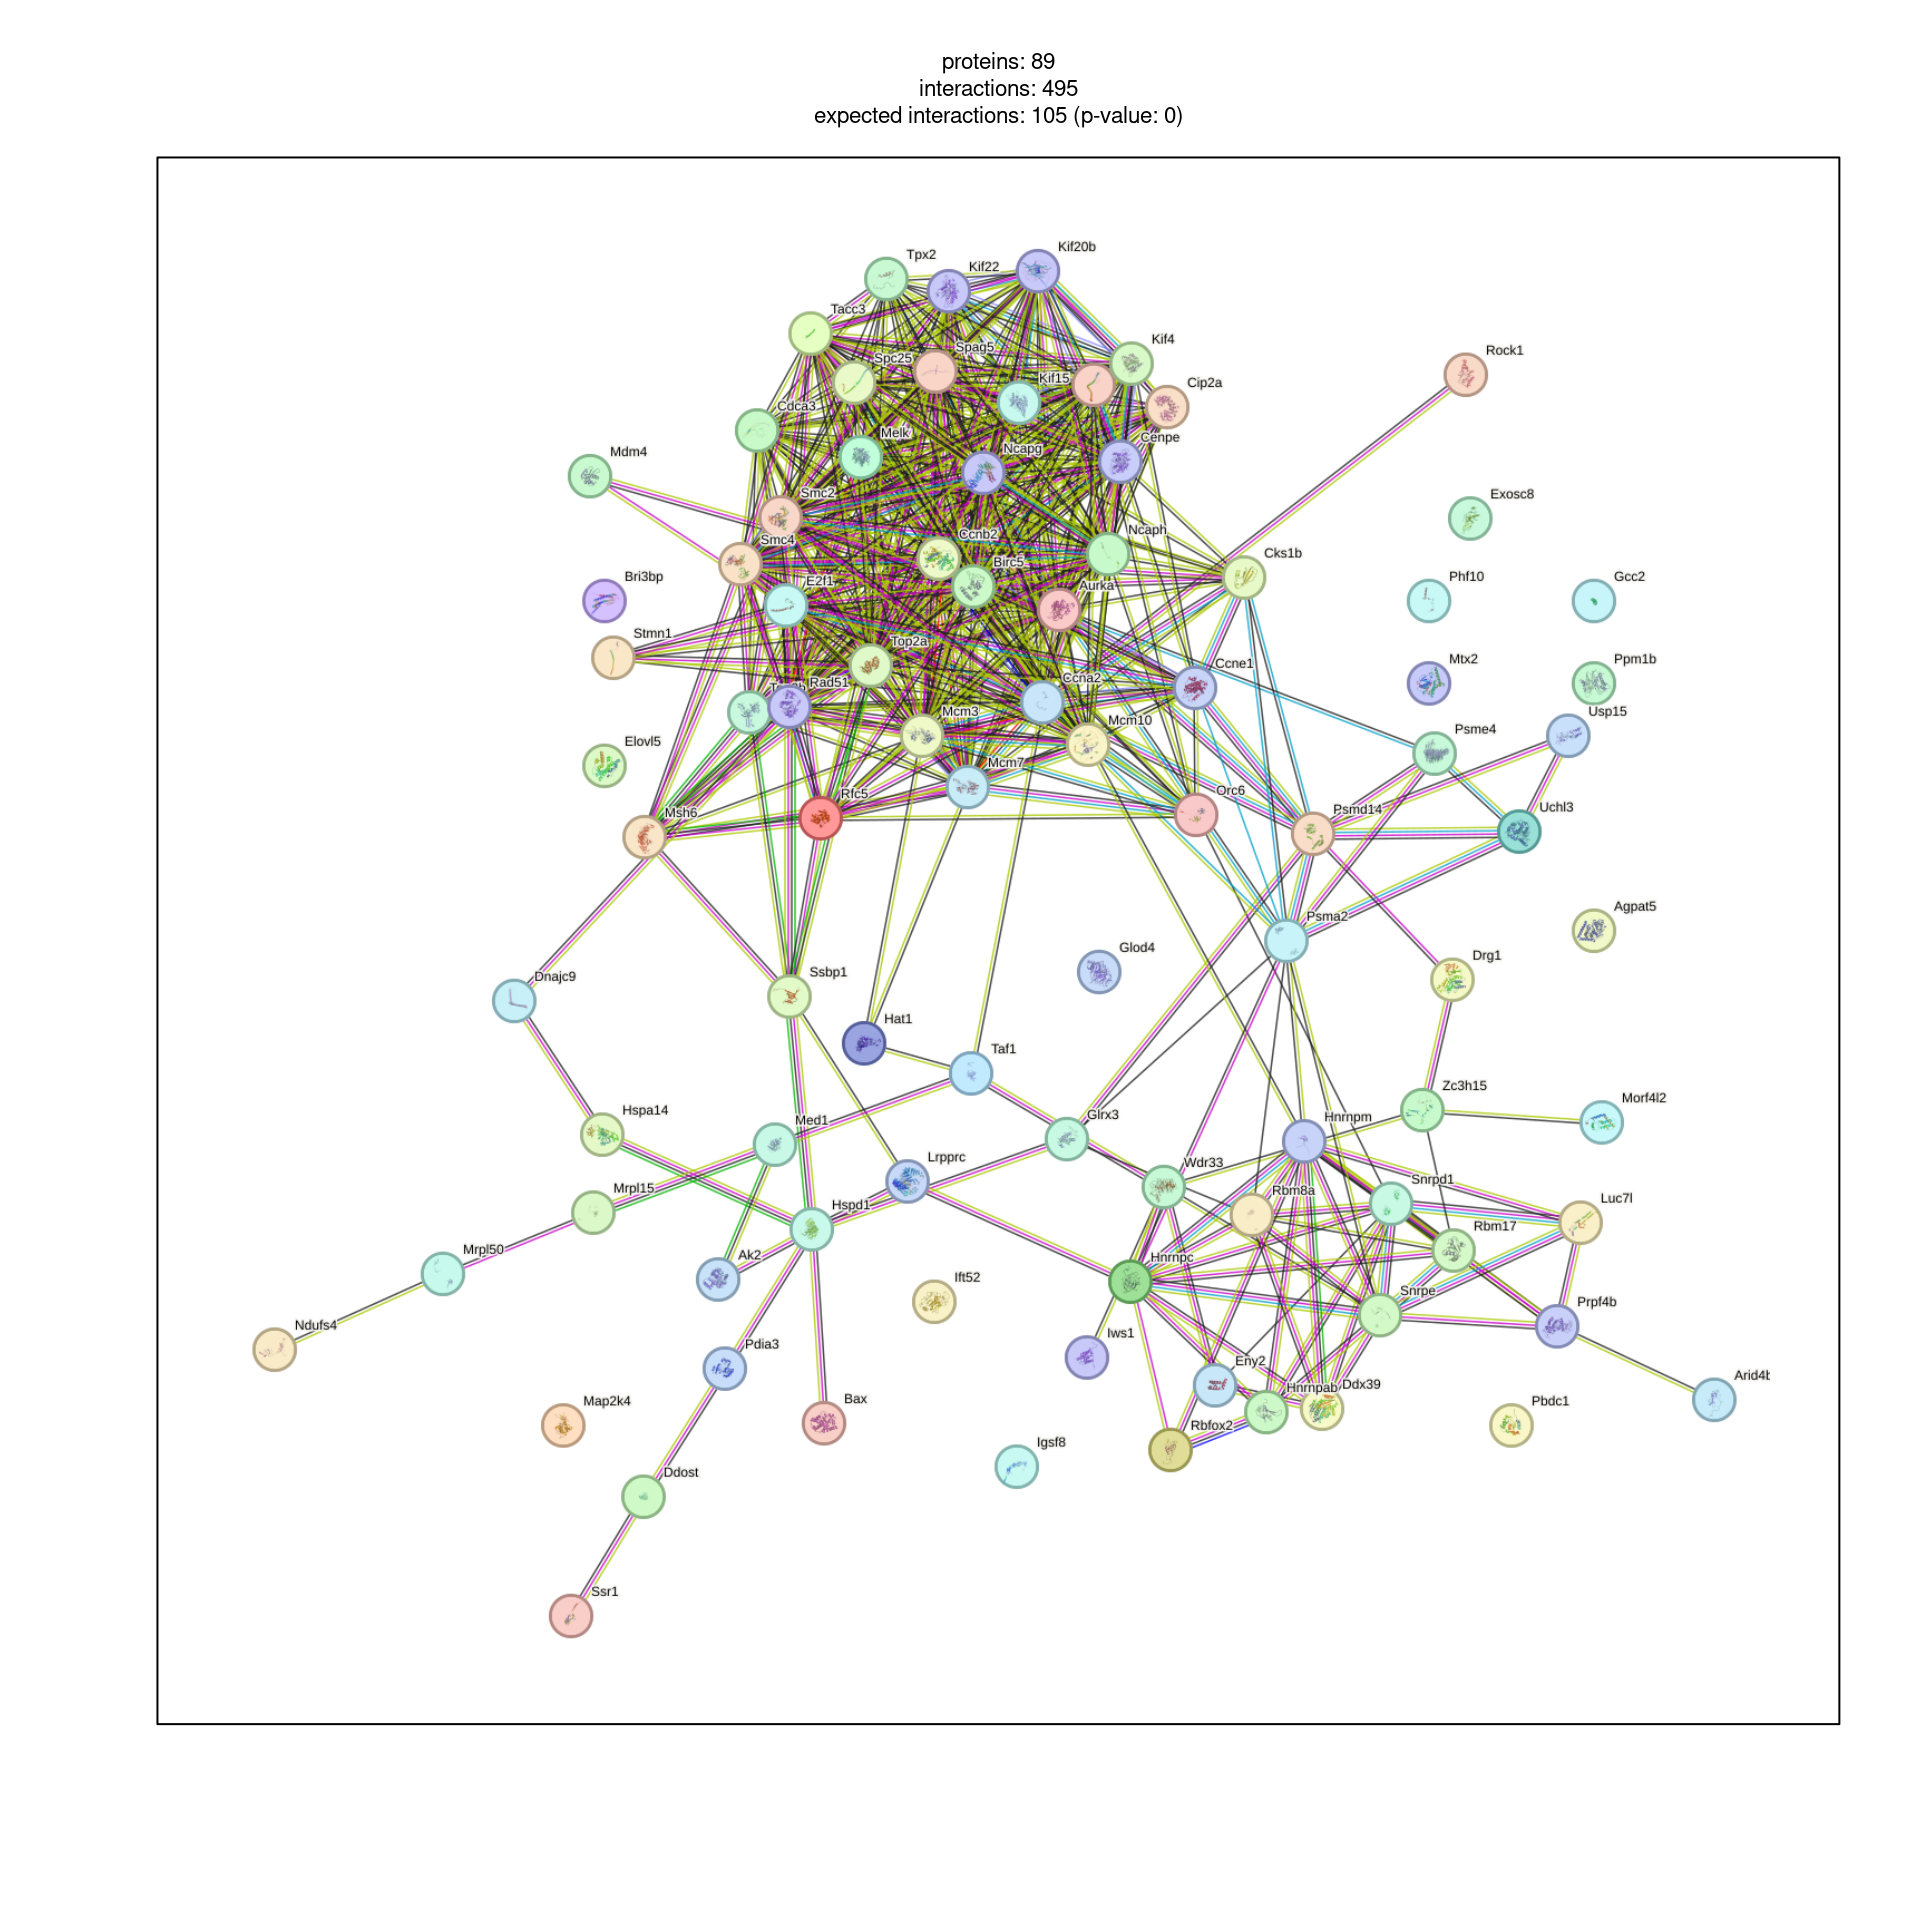 proteins: 89
interactions: 495
expected interactions: 105 (p-value: 0)
Kif20b
Tpx2
Kif22
Tacc3
Kif4
Spag5
Rock1
Spc25
Kif15
Cip2a
Cdca3
Melk
Cenpe
Ncapg
Mdm4
Smc2
Exosc8
Ncaph
Ccnb2
Smc4
Cks1b
Birc5
Bri3bp
E2f1
Aurka
Phf10
Gcc2
Stmn1
Top2a
Ccne1
Mtx2
Ppm1b
Ccna2
Rad51
Mcm3
Usp15
Mcm10
Psme4
Elovl5
Mcm7
Rfc5
Orc6
Msh6
Psmd14
Uchl3
Agpat5
Psma2
Glod4
Drg1
Ssbp1
Dnajc9
Hat1
Taf1
Zc3h15
Morf4l2
Hspa14
Glrx3
Hnrnpm
Med1
Lrpprc
Wdr33
Snrpd1
Rbm8a
Mrpl15
Luc7l
Hspd1
Rbm17
Mrpl50
Ak2
Hnrnpc
Ift52
Snrpe
Prpf4b
Ndufs4
Iws1
Pdia3
Eny2
Arid4b
Hnrnpab
Ddx39
Map2k4
Bax
Pbdc1
Rbfox2
Igsf8
Ddost
Ssr1